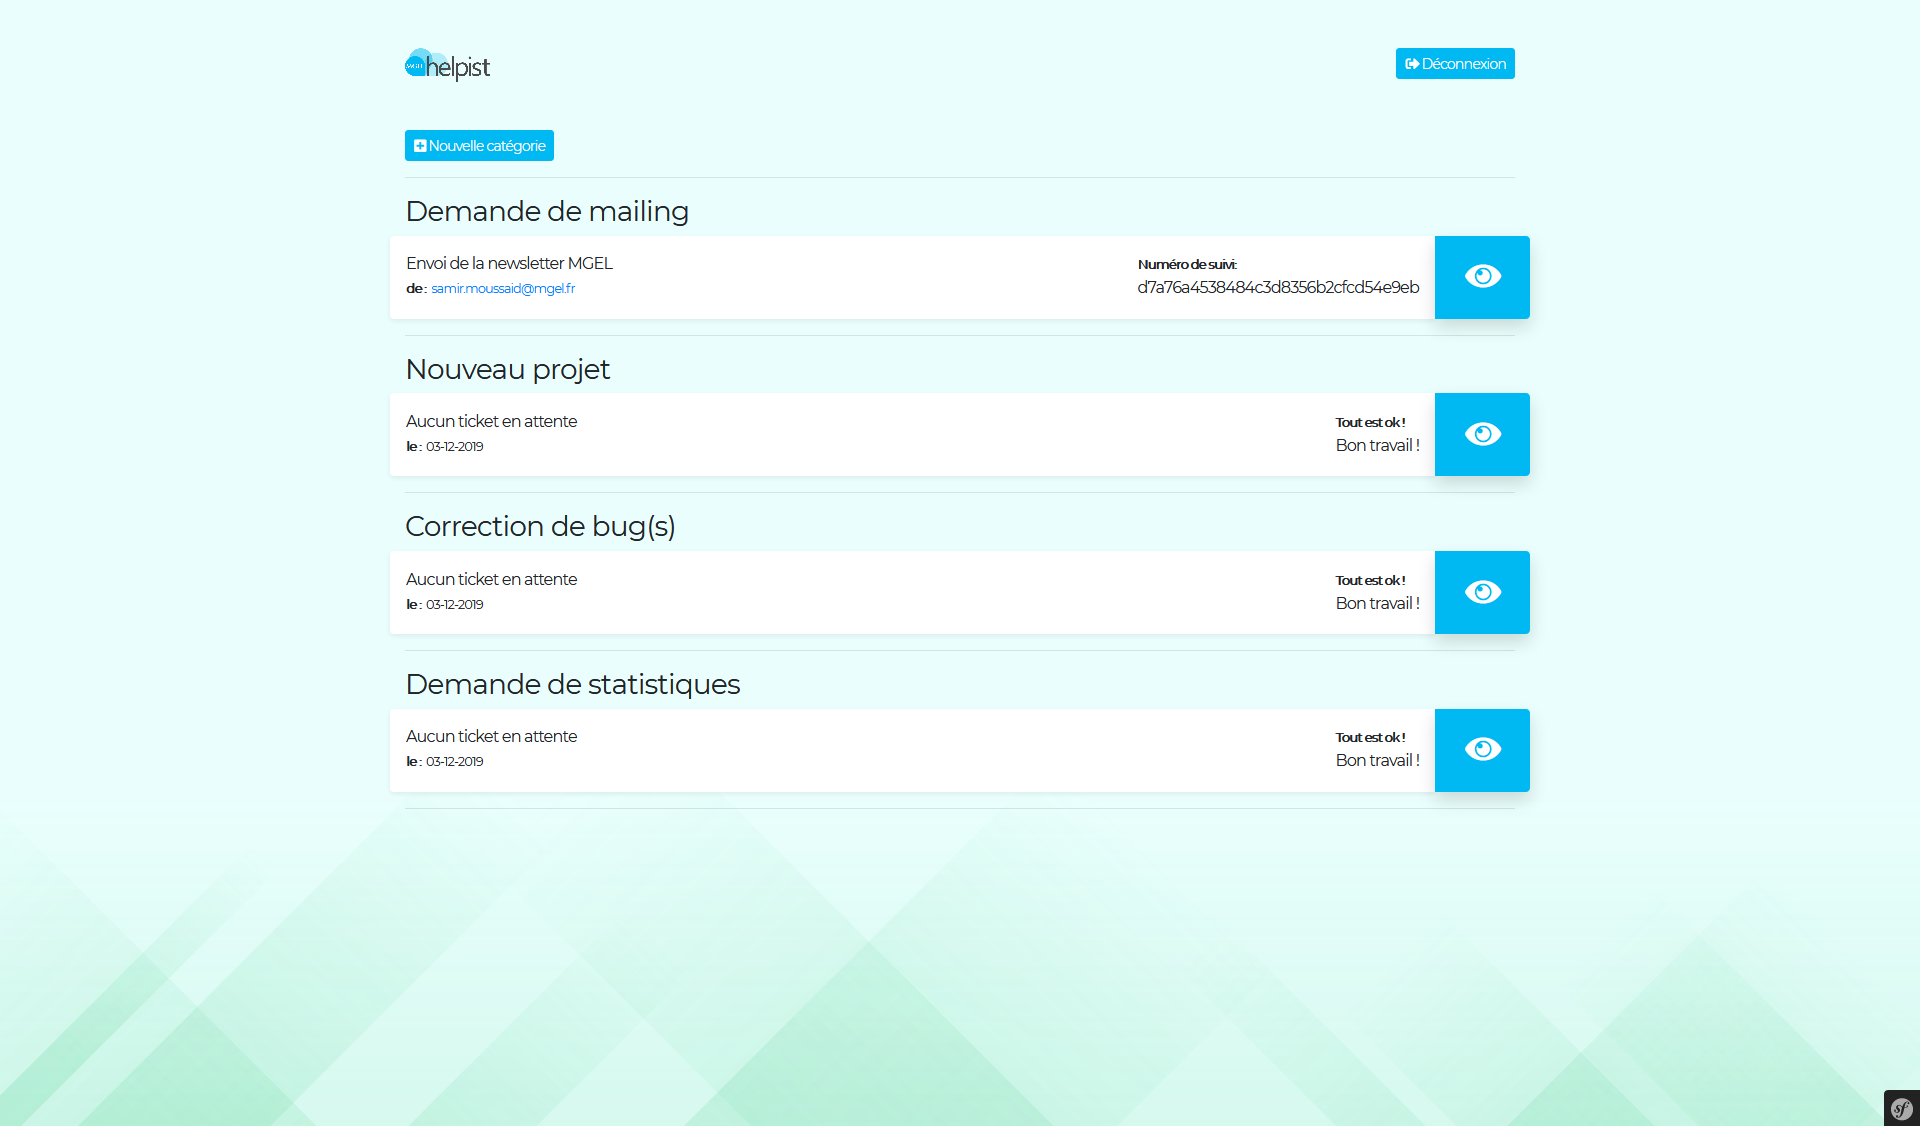 MGEL helpist
Déconnexion
Nouvelle catégorie
Demande de mailing
Envoi de la newsletter MGEL
de : samir.moussaid@mgel.fr
Numéro de suivi:
d7a76a4538484c3d8356b2cfcd54e9eb
Nouveau projet
Aucun ticket en attente
le : 03-12-2019
Tout est ok !
Bon travail !
Correction de bug(s)
Aucun ticket en attente
le : 03-12-2019
Tout est ok !
Bon travail !
Demande de statistiques
Aucun ticket en attente
le : 03-12-2019
Tout est ok !
Bon travail !
sf